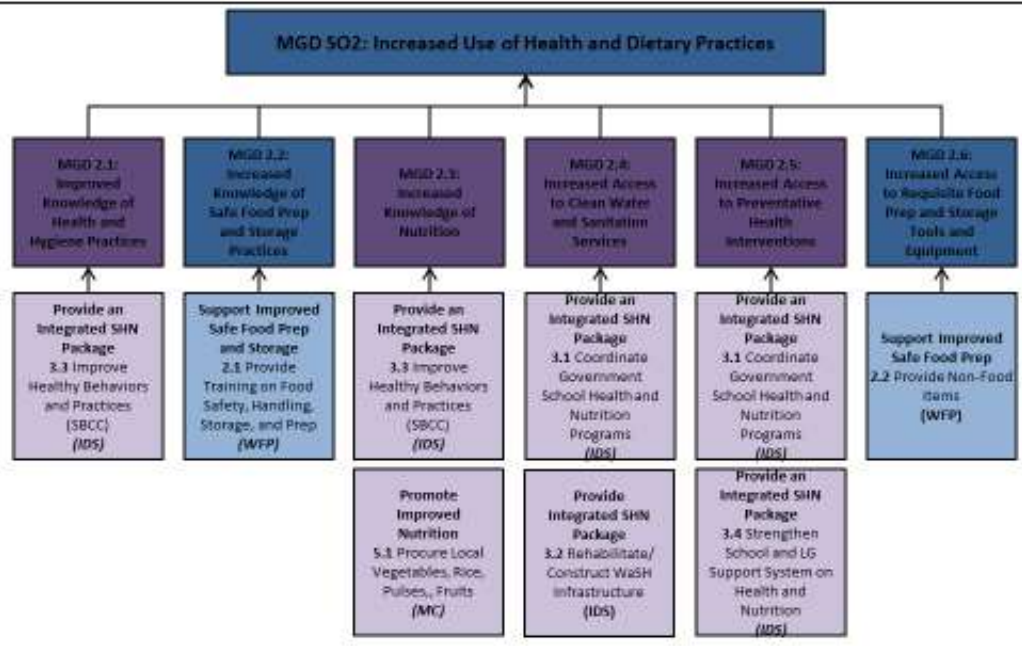 MGD SO2: Increased Use of Health and Dietary Practices
MGD 2.1:
Improved
Knowledge of
Health and
Hygiene Practices
MGD 2.2:
Increased
Knowledge of
Safe Food Prep
and Storage
Practices
MGD 2.3:
Increased
Knowledge of
Nutrition
MGD 2.4:
Increased Access
to Clean Water
and Sanitation
Services
MGD 2.5:
Increased Access
to Preventative
Health
Interventions
MGD 2.6:
Increased Access
to Requisite Food
Prep and Storage
Tools and
Equipment
Provide an
Integrated SHN
Package
3.3 Improve
Healthy Behaviors
and Practices
(SBCC)
(IDS)
Support Improved
Safe Food Prep
and Storage
2.1 Provide
Training on Food
Safety, Handling,
Storage, and Prep
(WFP)
Provide an
Integrated SHN
Package
3.3 Improve
Healthy Behaviors
and Practices
(SBCC)
(IDS)
Provide an
Integrated SHN
Package
3.1 Coordinate
Government
School Health and
Nutrition
Programs
(IDS)
Provide an
Integrated SHN
Package
3.1 Coordinate
Government
School Health and
Nutrition
Programs
(IDS)
Support Improved
Safe Food Prep
2.2 Provide Non-Food
items
(WFP)
Promote
Improved
Nutrition
5.1 Procure Local
Vegetables, Rice,
Pulses,, Fruits
(MC)
Provide
Integrated SHN
Package
3.2 Rehabilitate/
Construct WaSH
Infrastructure
(IDS)
Provide an
Integrated SHN
Package
3.4 Strengthen
School and LG
Support System on
Health and
Nutrition
(IDS)